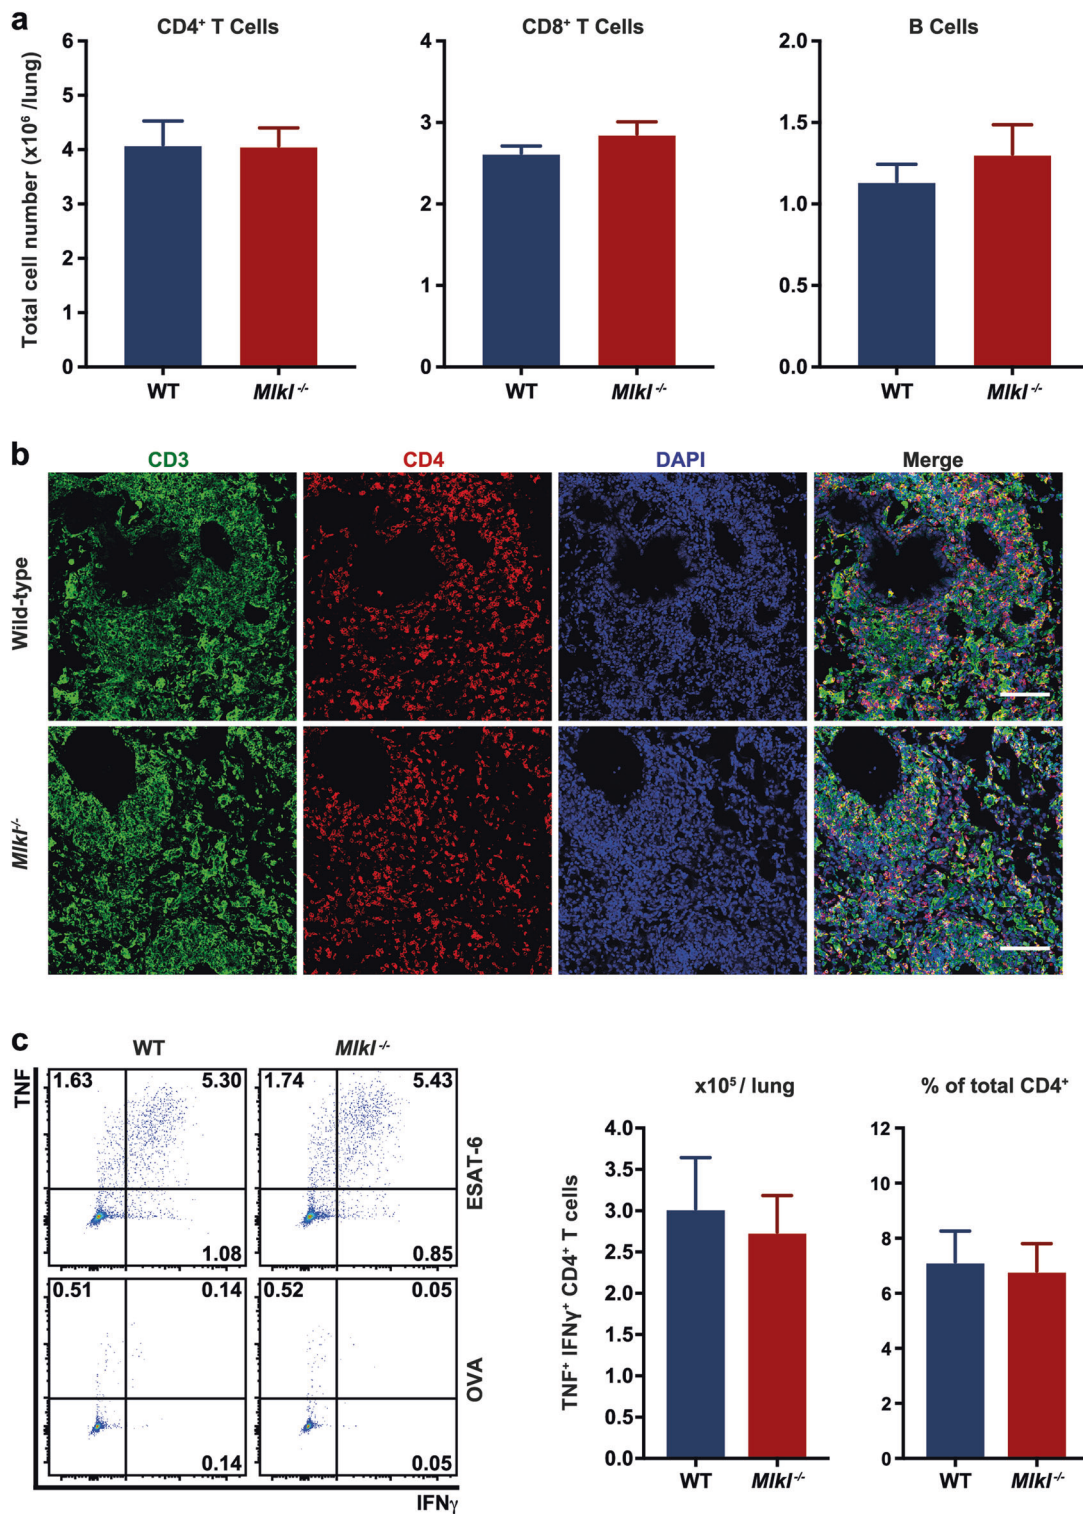 a
CD4⁺ T Cells
CD8⁺ T Cells
B Cells
Total cell number (x10⁶ /lung)
6
5
4
3
2
1
0
WT
Mlkl -/-
4
3
2
1
0
WT
Mlkl -/-
2.0
1.5
1.0
0.5
0.0
WT
Mlkl -/-
b
CD3
CD4
DAPI
Merge
Wild-type
Mlkl-/-
c
WT
Mlkl -/-
TNF
1.63
5.30
1.74
5.43
1.08
0.85
ESAT-6
0.51
0.14
0.52
0.05
0.14
0.05
OVA
IFNγ
x10⁵ / lung
% of total CD4⁺
TNF⁺ IFNγ⁺ CD4⁺ T cells
4.0
3.5
3.0
2.5
2.0
1.5
1.0
0.5
0.0
WT
Mlkl-/-
12
10
8
6
4
2
0
WT
Mlkl-/-